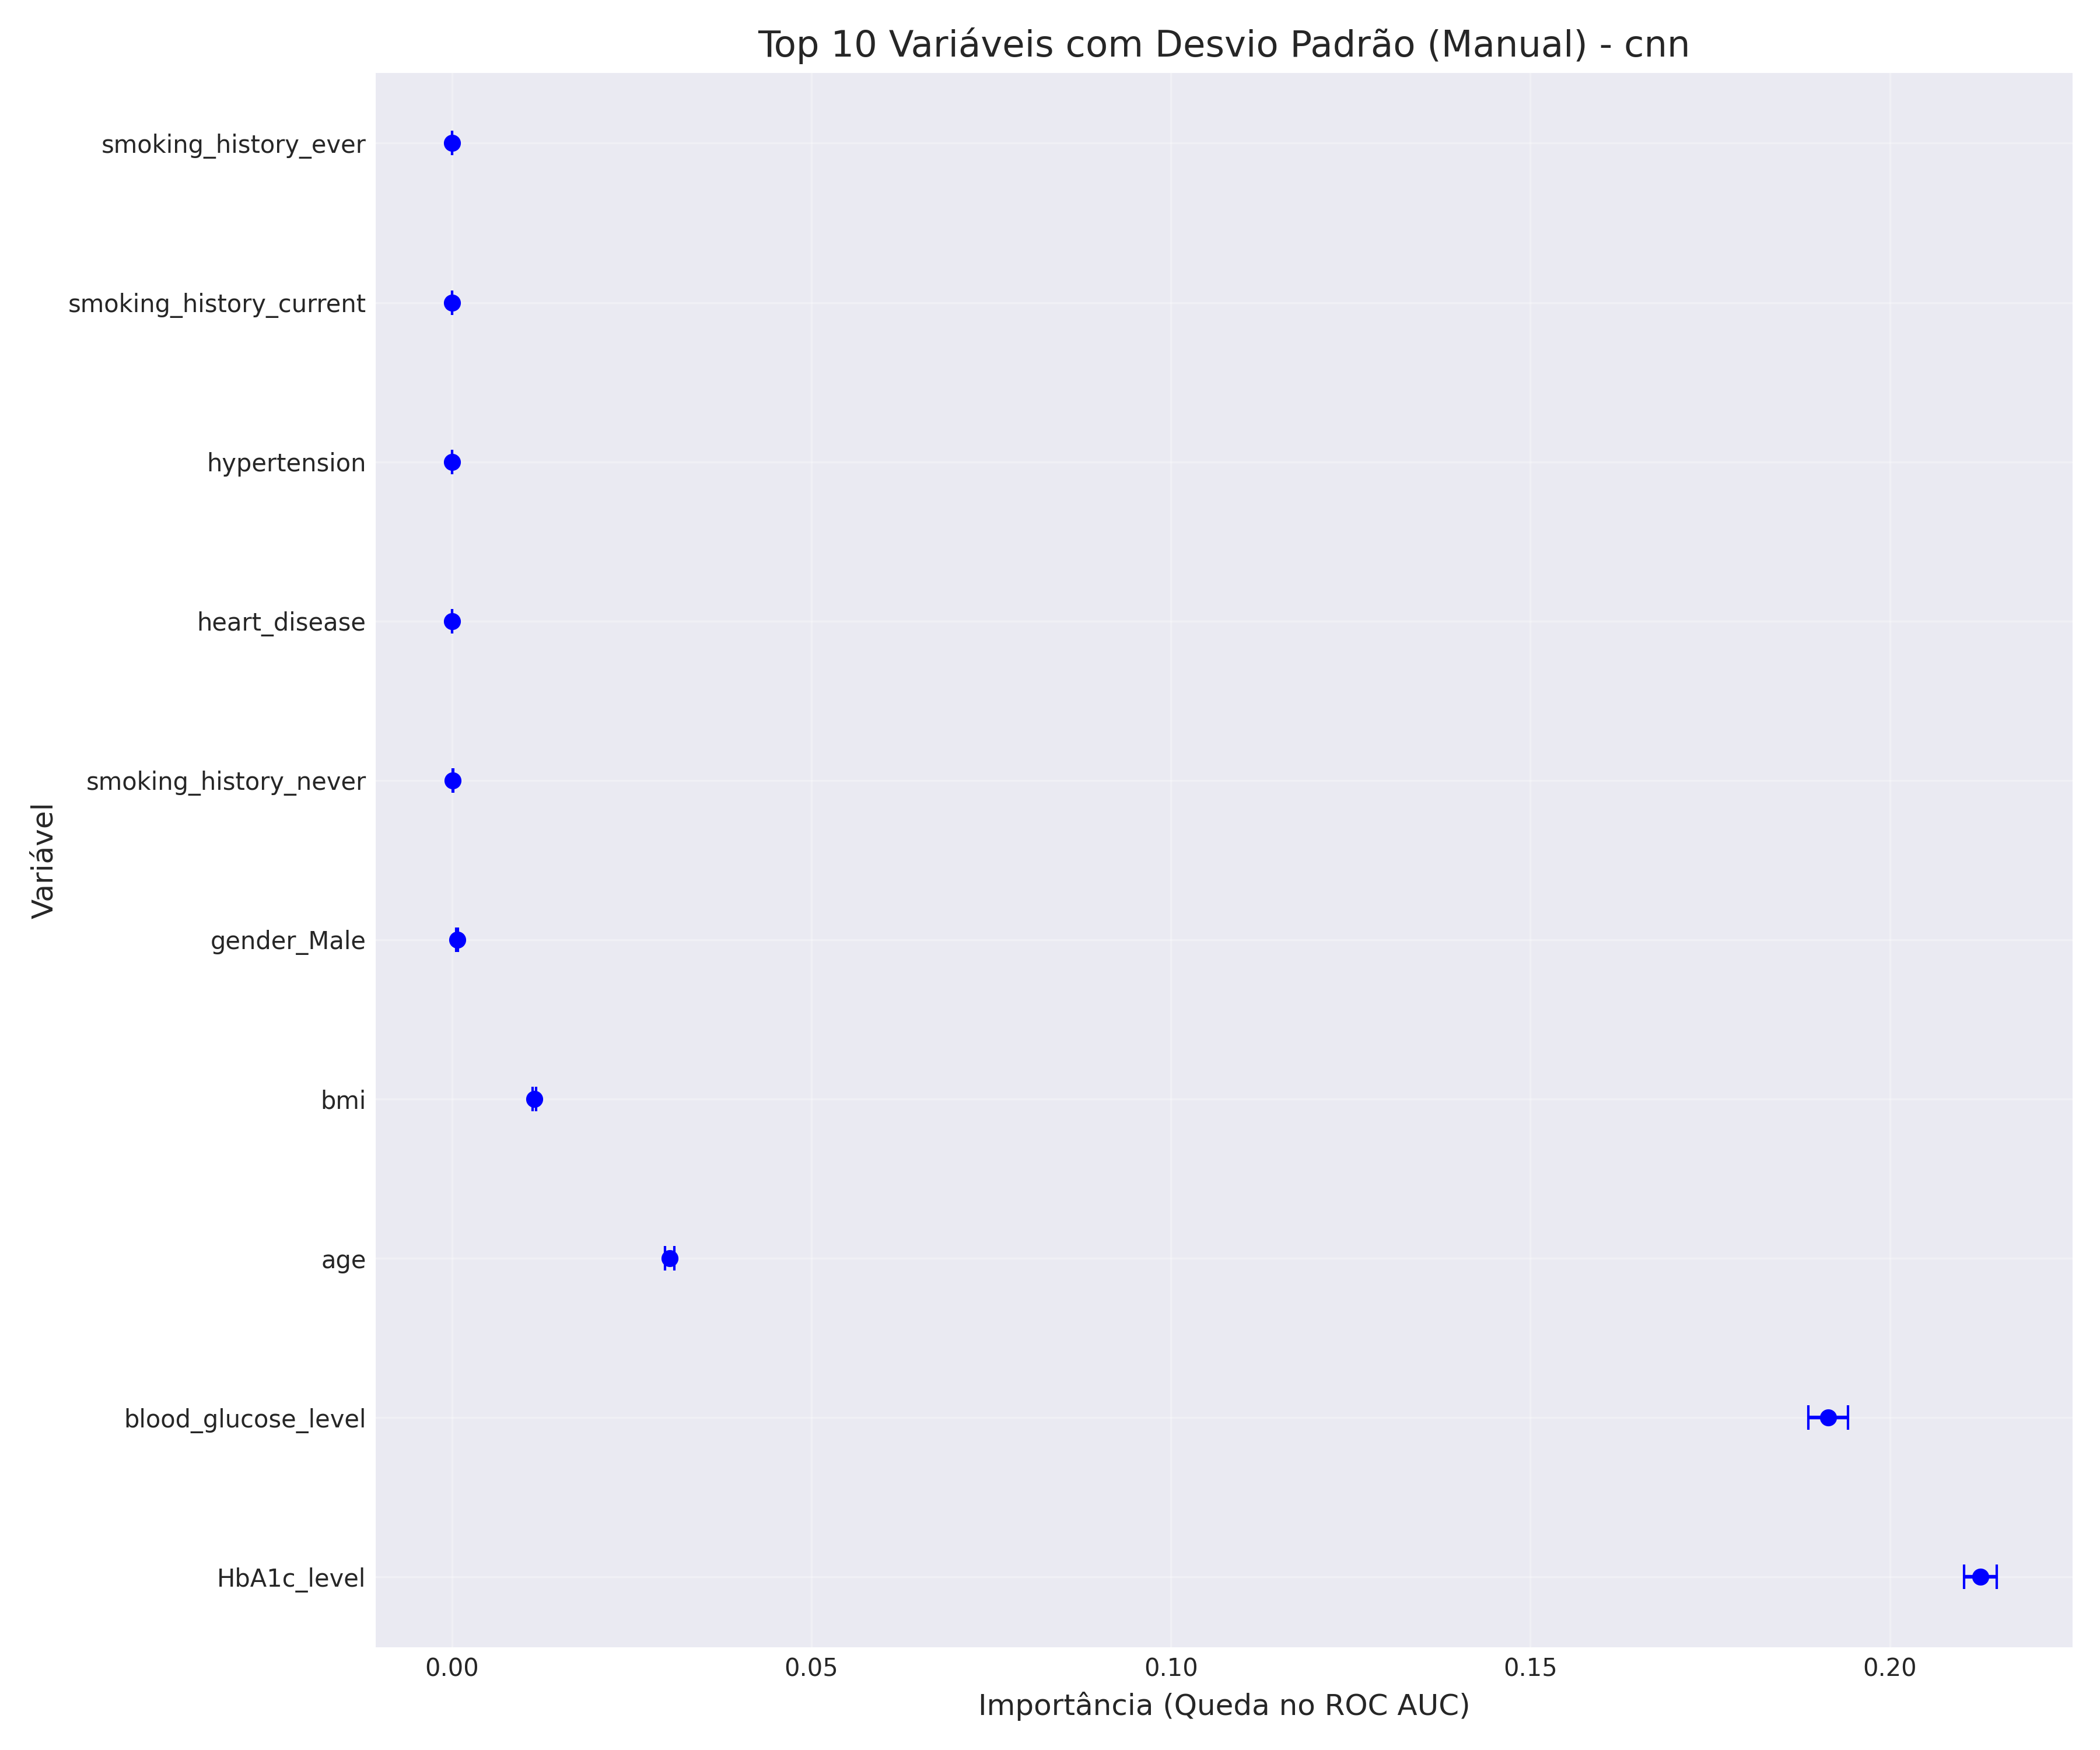 Top 10 Variáveis com Desvio Padrão (Manual) - cnn
smoking_history_ever
smoking_history_current
hypertension
heart_disease
smoking_history_never
gender_Male
bmi
age
blood_glucose_level
HbA1c_level
Variável
0.00 0.05 0.10 0.15 0.20
Importância (Queda no ROC AUC)